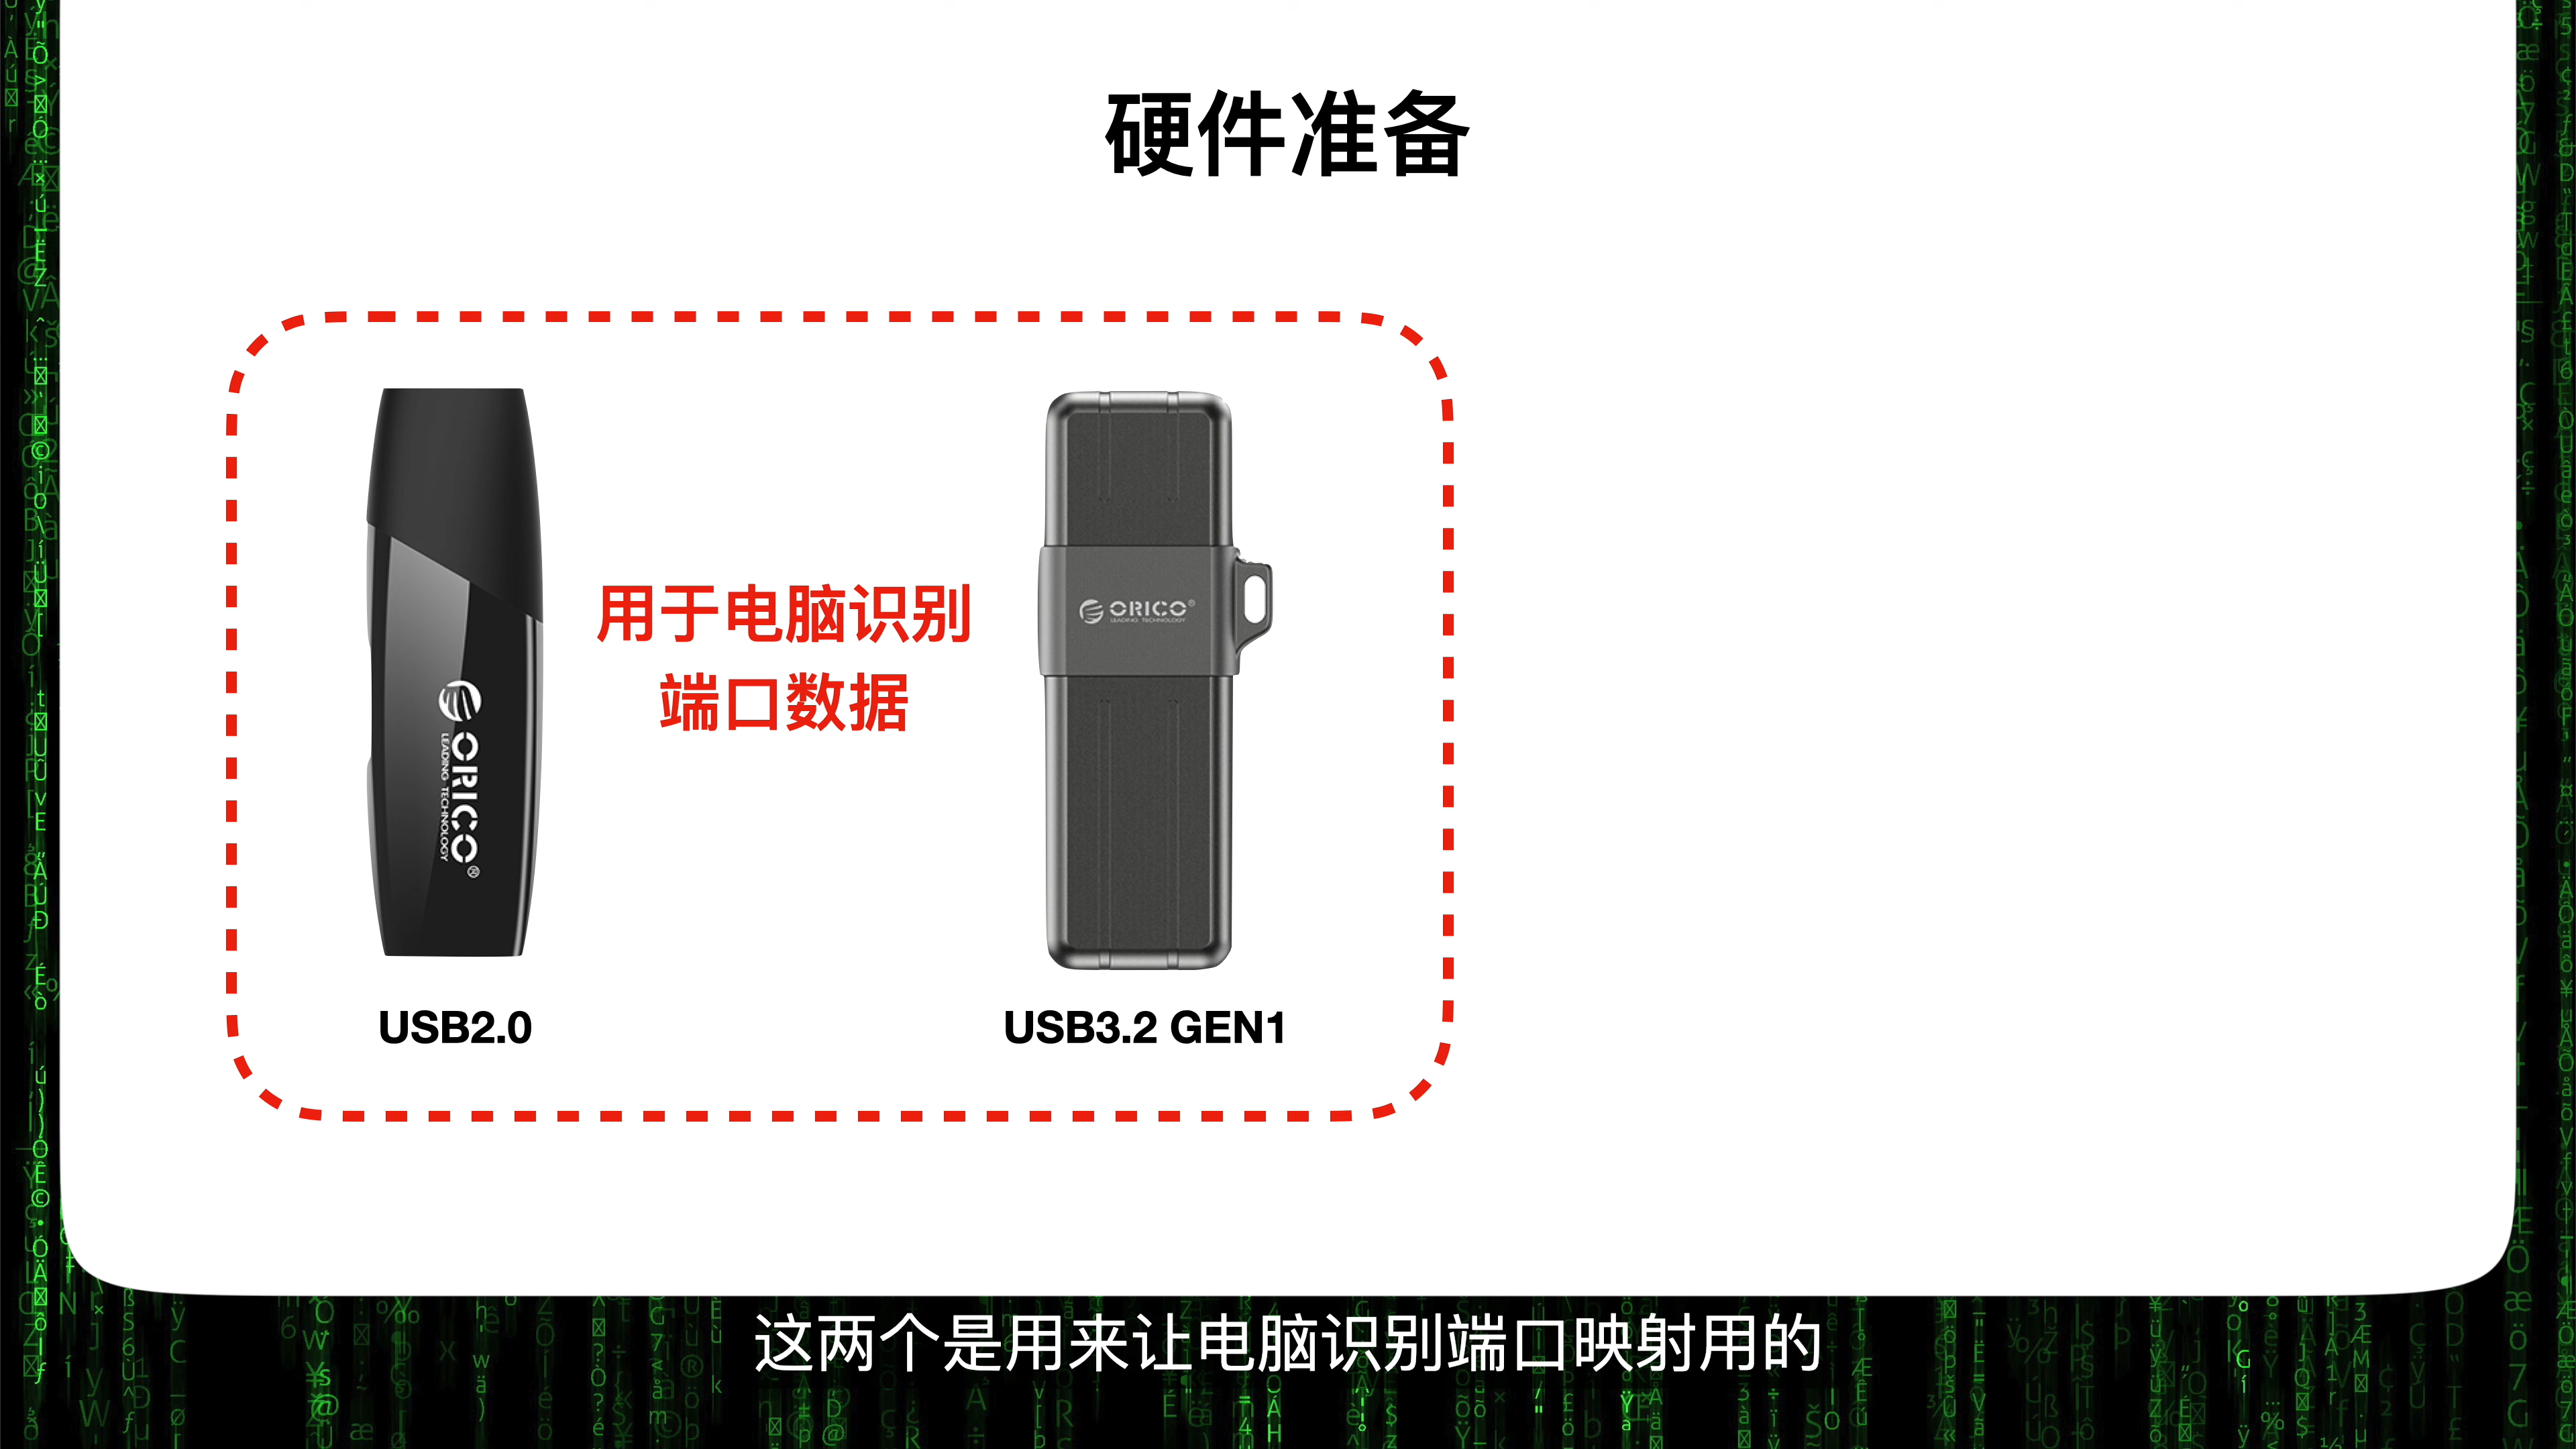 硬件准备
用于电脑识别
端口数据
ORICO®
LEADING TECHNOLOGY
ORICO®
LEADING TECHNOLOGY
USB2.0
USB3.2 GEN1
这两个是用来让电脑识别端口映射用的